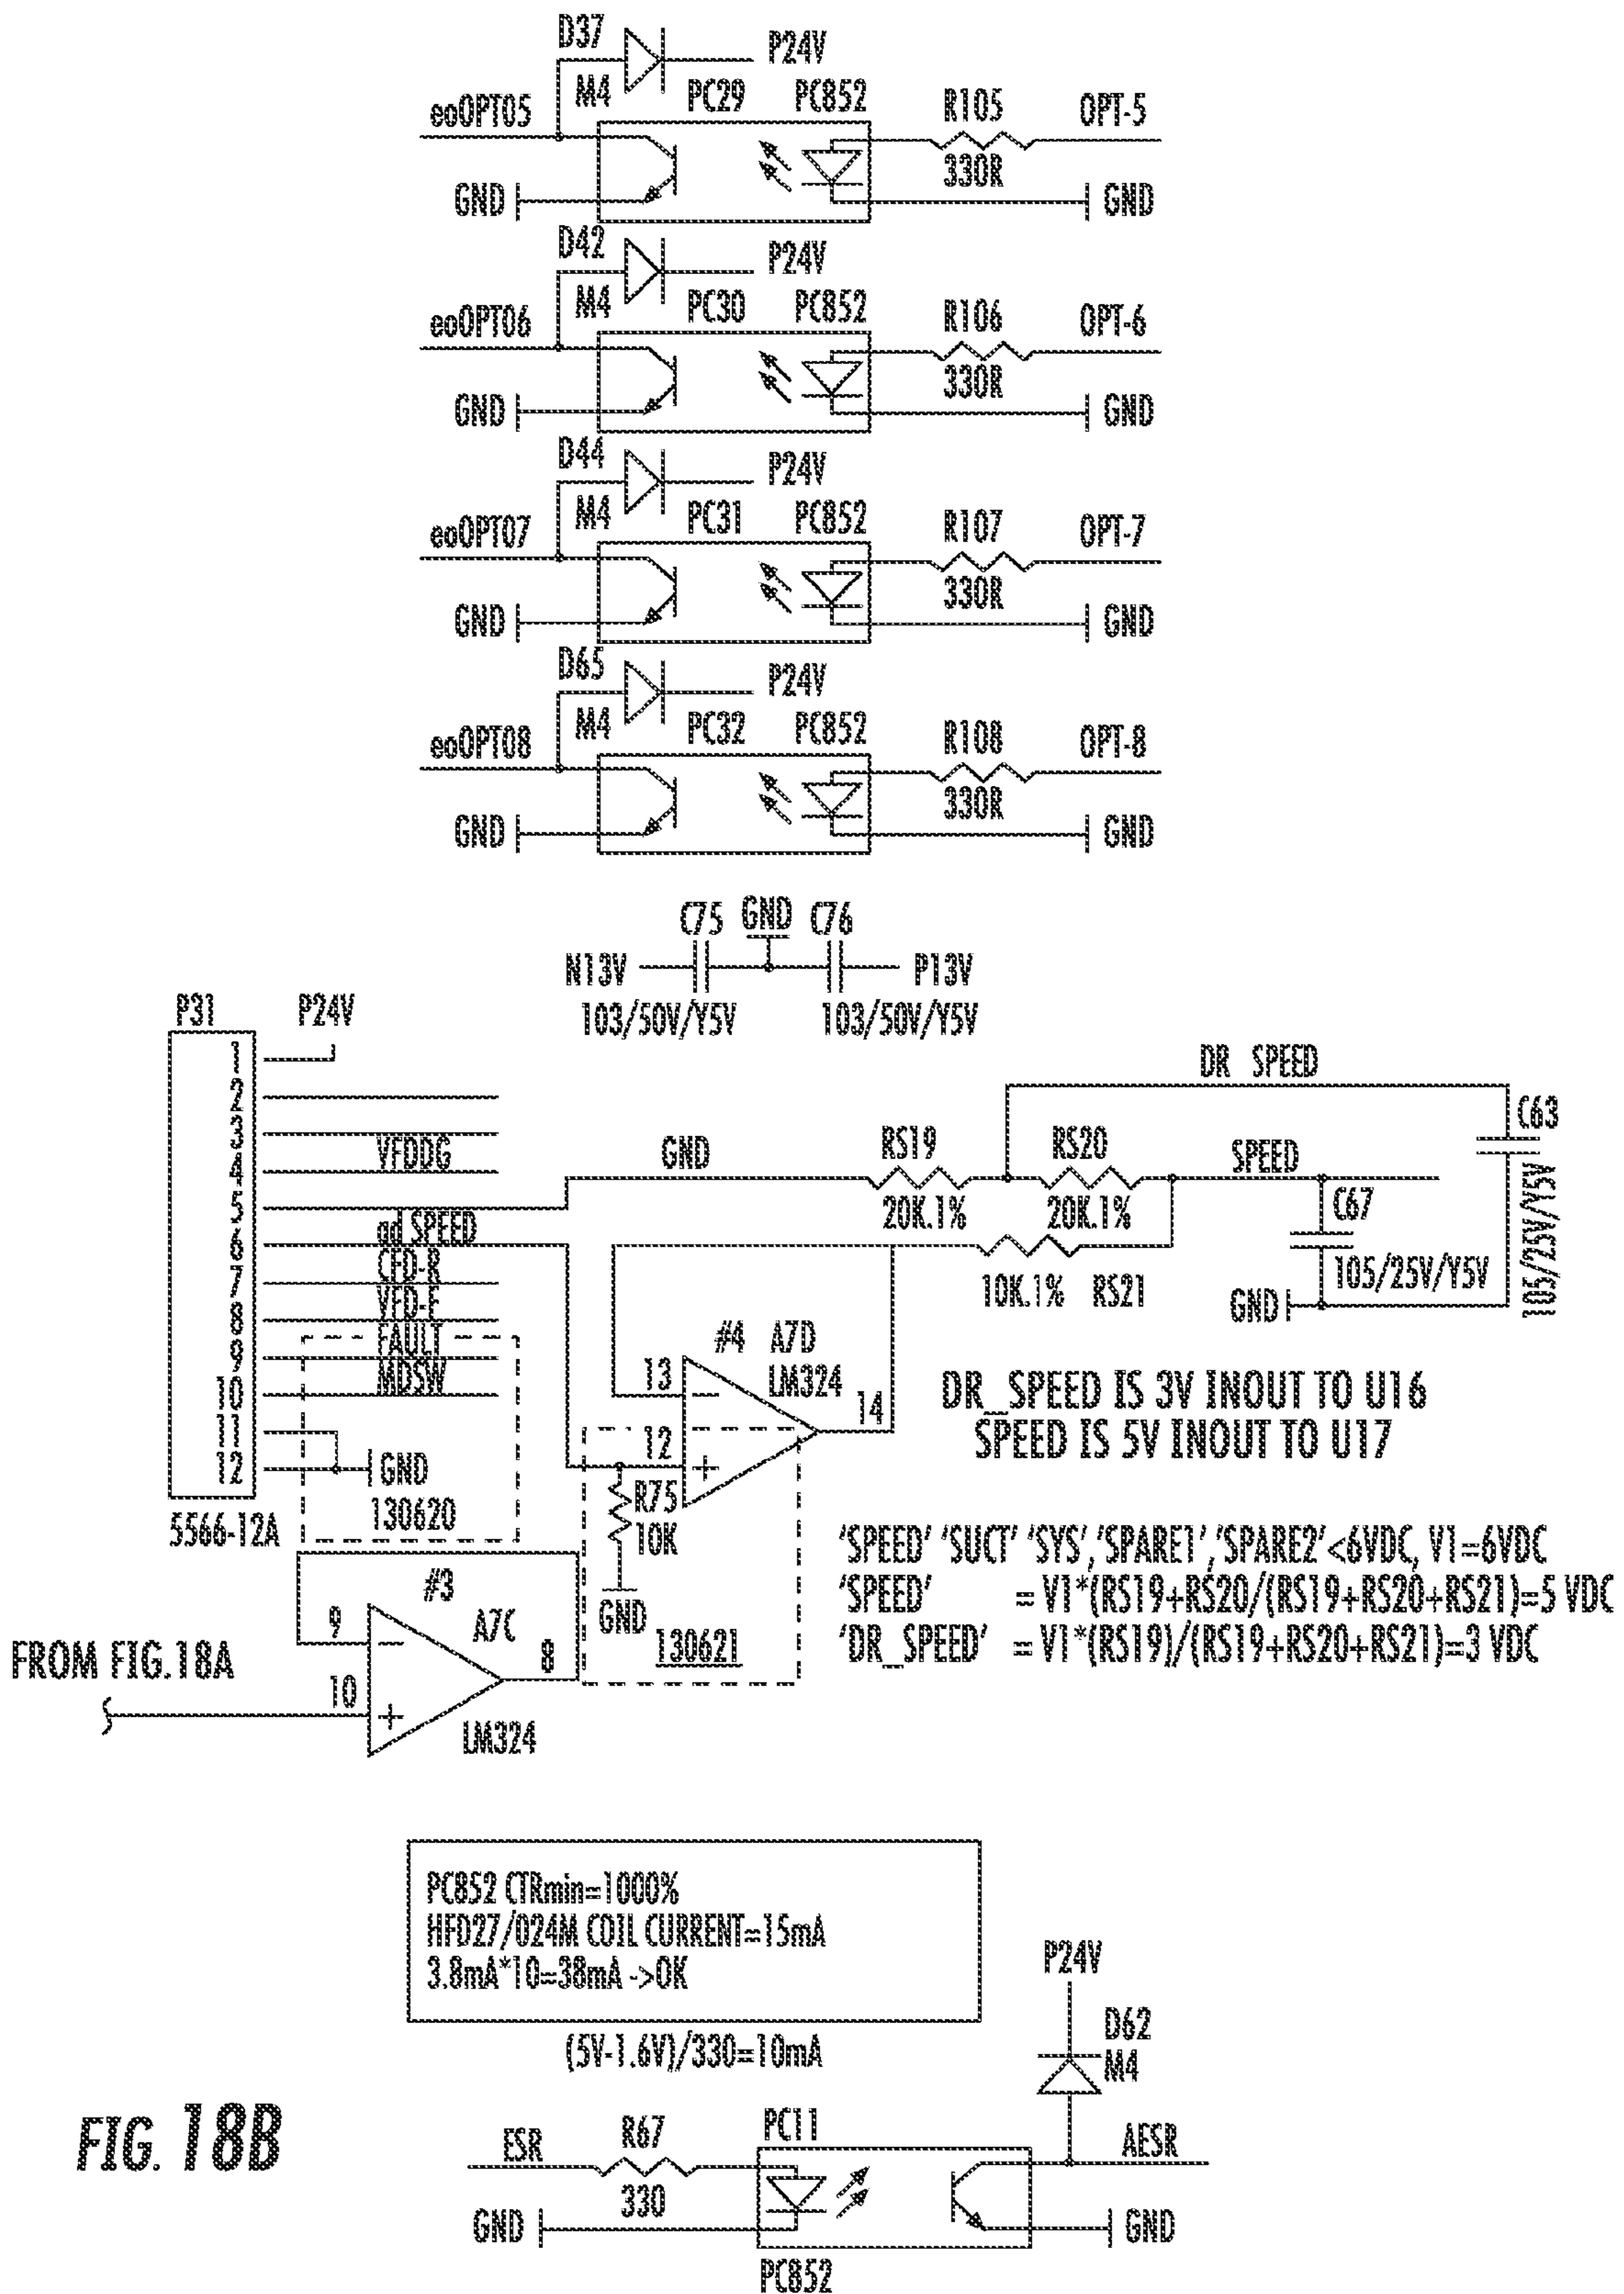 D37
P24V
M4
PC29
PC852
eoOPT05
R105
330R
OPT-5
GND
GND
D42
P24V
M4
PC30
PC852
eoOPT06
R106
330R
OPT-6
GND
GND
D44
P24V
M4
PC31
PC852
eoOPT07
R107
330R
OPT-7
GND
GND
D65
P24V
M4
PC32
PC852
eoOPT08
R108
330R
OPT-8
GND
GND
C75 GND C76
N13V
P13V
103/50V/Y5V
103/50V/Y5V
P31
P24V
1
2
3
VFDDG
4
5
ad_SPEED
6
CFD-R
7
VFD-F
8
FAULT
9
MDSW
10
11
12
GND
130620
5566-12A
DR SPEED
C63
105/25V/Y5V
GND
RS19
20K.1%
RS20
20K.1%
SPEED
C67
105/25V/Y5V
GND
10K.1% RS21
#4 A7D
LM324
13
12
14
R75
10K
GND
130621
DR_SPEED IS 3V INOUT TO U16
SPEED IS 5V INOUT TO U17
'SPEED' 'SUCT' 'SYS','SPARE1','SPARE2'<6VDC, V1=6VDC
'SPEED' = V1*(RS19+RS20/(RS19+RS20+RS21)=5 VDC
'DR_SPEED' = V1*(RS19)/(RS19+RS20+RS21)=3 VDC
#3
A7C
9
8
10
LM324
FROM FIG.18A
PC852 CTRmin=1000%
HFD27/024M COIL CURRENT=15mA
3.8mA*10=38mA ->OK
(5V-1.6V)/330=10mA
P24V
D62
M4
ESR
R67
330
PC11
AESR
GND
GND
PC852
FIG. 18B